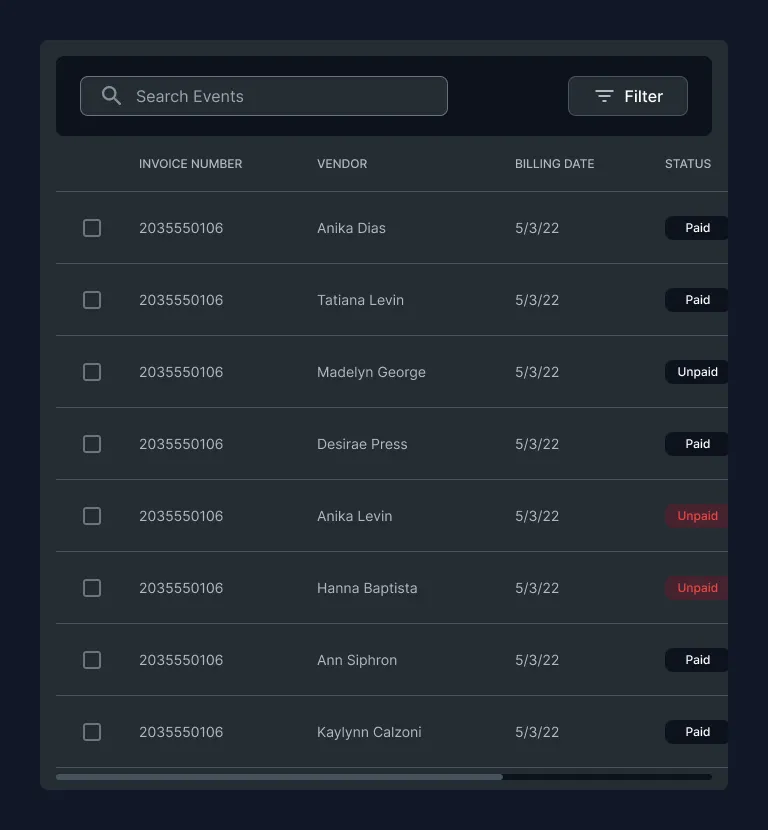 Search Events Filter
INVOICE NUMBER VENDOR BILLING DATE STATUS
2035550106 Anika Dias 5/3/22 Paid
2035550106 Tatiana Levin 5/3/22 Paid
2035550106 Madelyn George 5/3/22 Unpaid
2035550106 Desirae Press 5/3/22 Paid
2035550106 Anika Levin 5/3/22 Unpaid
2035550106 Hanna Baptista 5/3/22 Unpaid
2035550106 Ann Siphron 5/3/22 Paid
2035550106 Kaylynn Calzoni 5/3/22 Paid